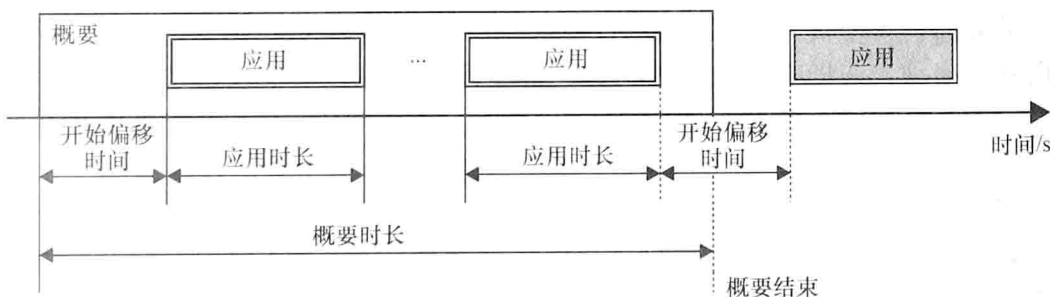 概要
应用
...
应用
应用
开始偏移
时间
应用时长
应用时长
开始偏移
时间
时间/s
概要时长
概要结束